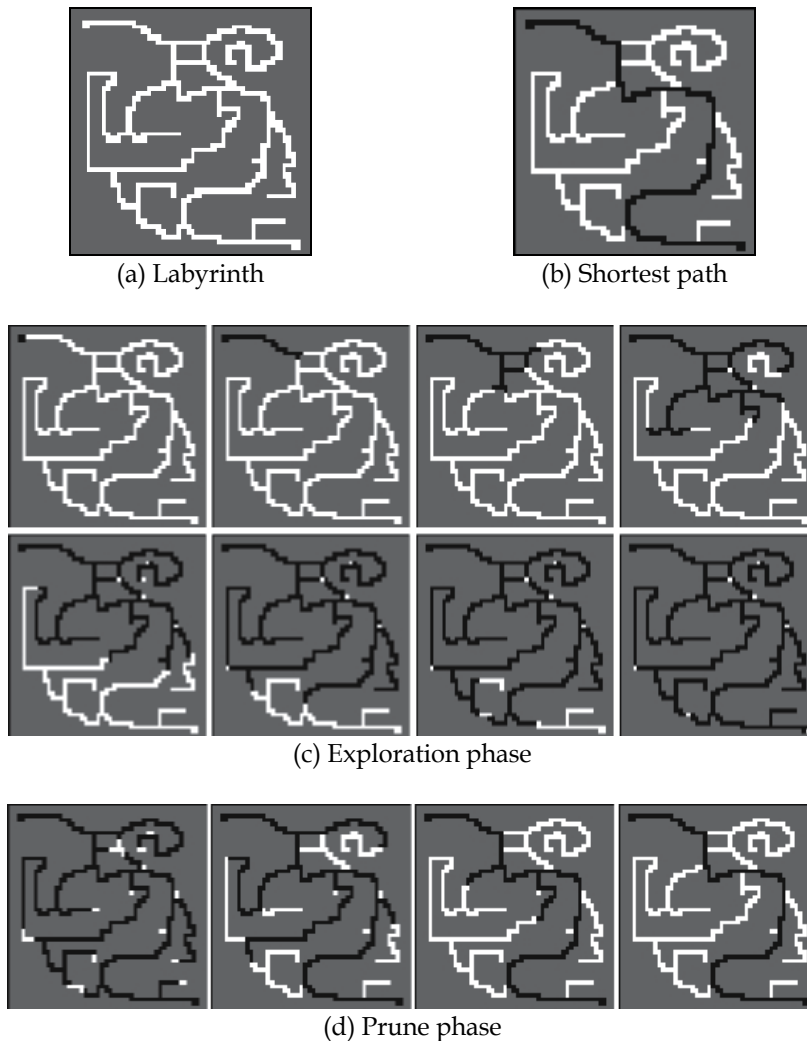 (a) Labyrinth
(b) Shortest path
(c) Exploration phase
(d) Prune phase